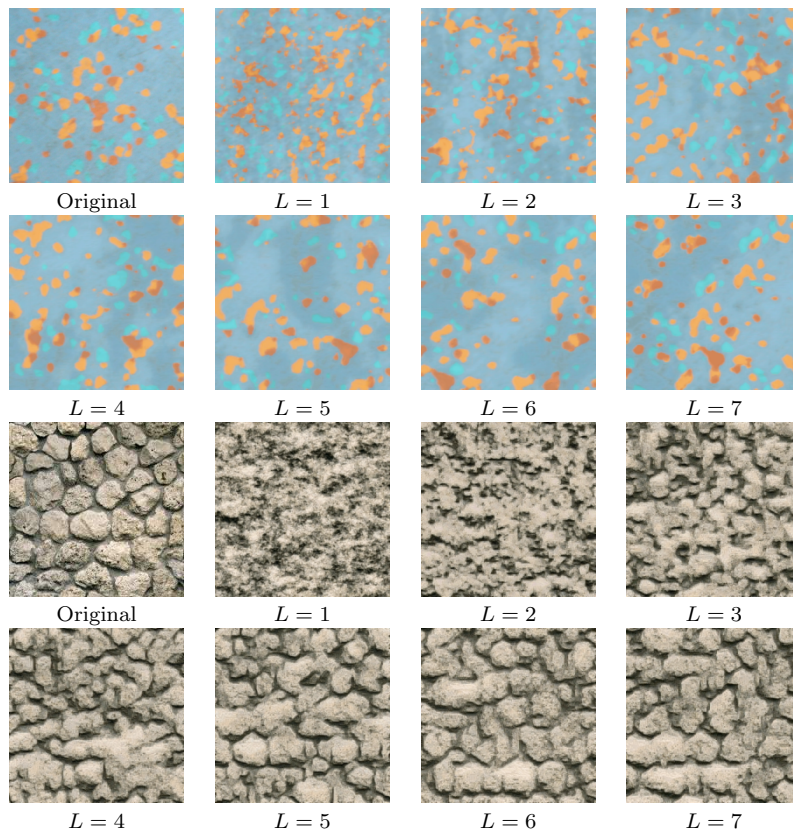 Original L = 1 L = 2 L = 3
L = 4 L = 5 L = 6 L = 7
Original L = 1 L = 2 L = 3
L = 4 L = 5 L = 6 L = 7